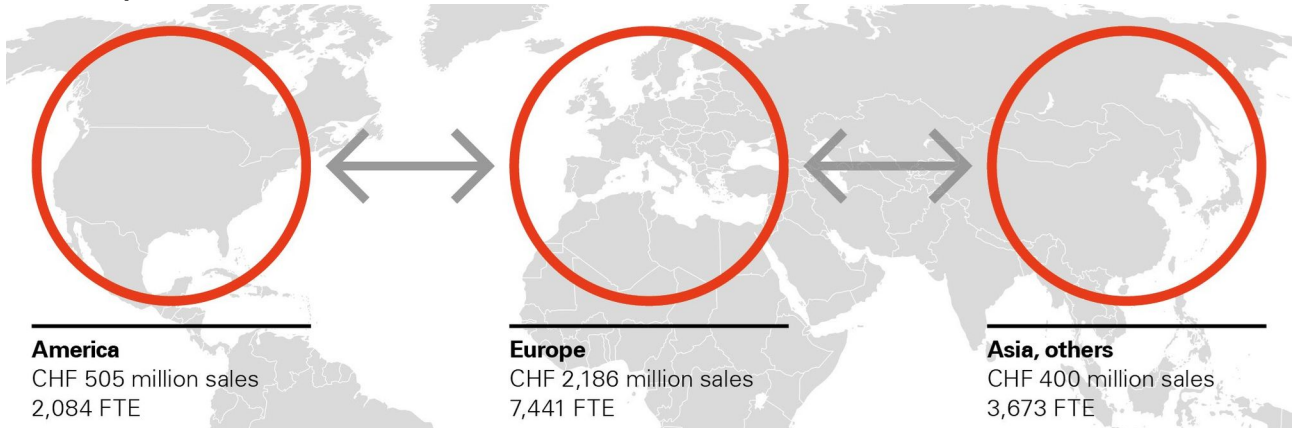 America
CHF 505 million sales
2,084 FTE
Europe
CHF 2,186 million sales
7,441 FTE
Asia, others
CHF 400 million sales
3,673 FTE